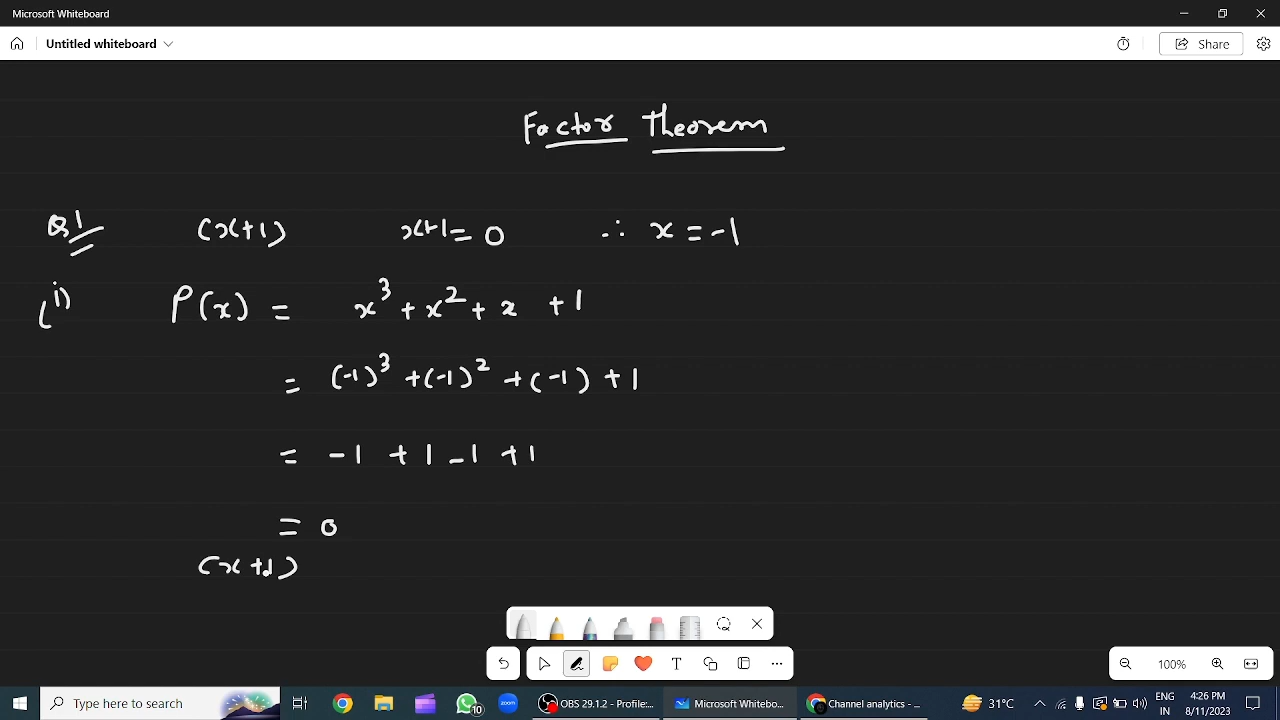 Microsoft Whiteboard
Untitled whiteboard
Share
Factor Theorem
Q1 (x+1) x+1 = 0 ∴ x = -1
(i) P(x) = x³ + x² + x + 1
= (-1)³ + (-1)² + (-1) + 1
= -1 + 1 - 1 + 1
= 0
(x+1)
100%
Type here to search
10
zoom
OBS 29.1.2 - Profile...
Microsoft Whitebo...
Channel analytics - ...
31°C
ENG
IN
4:26 PM
8/11/2023